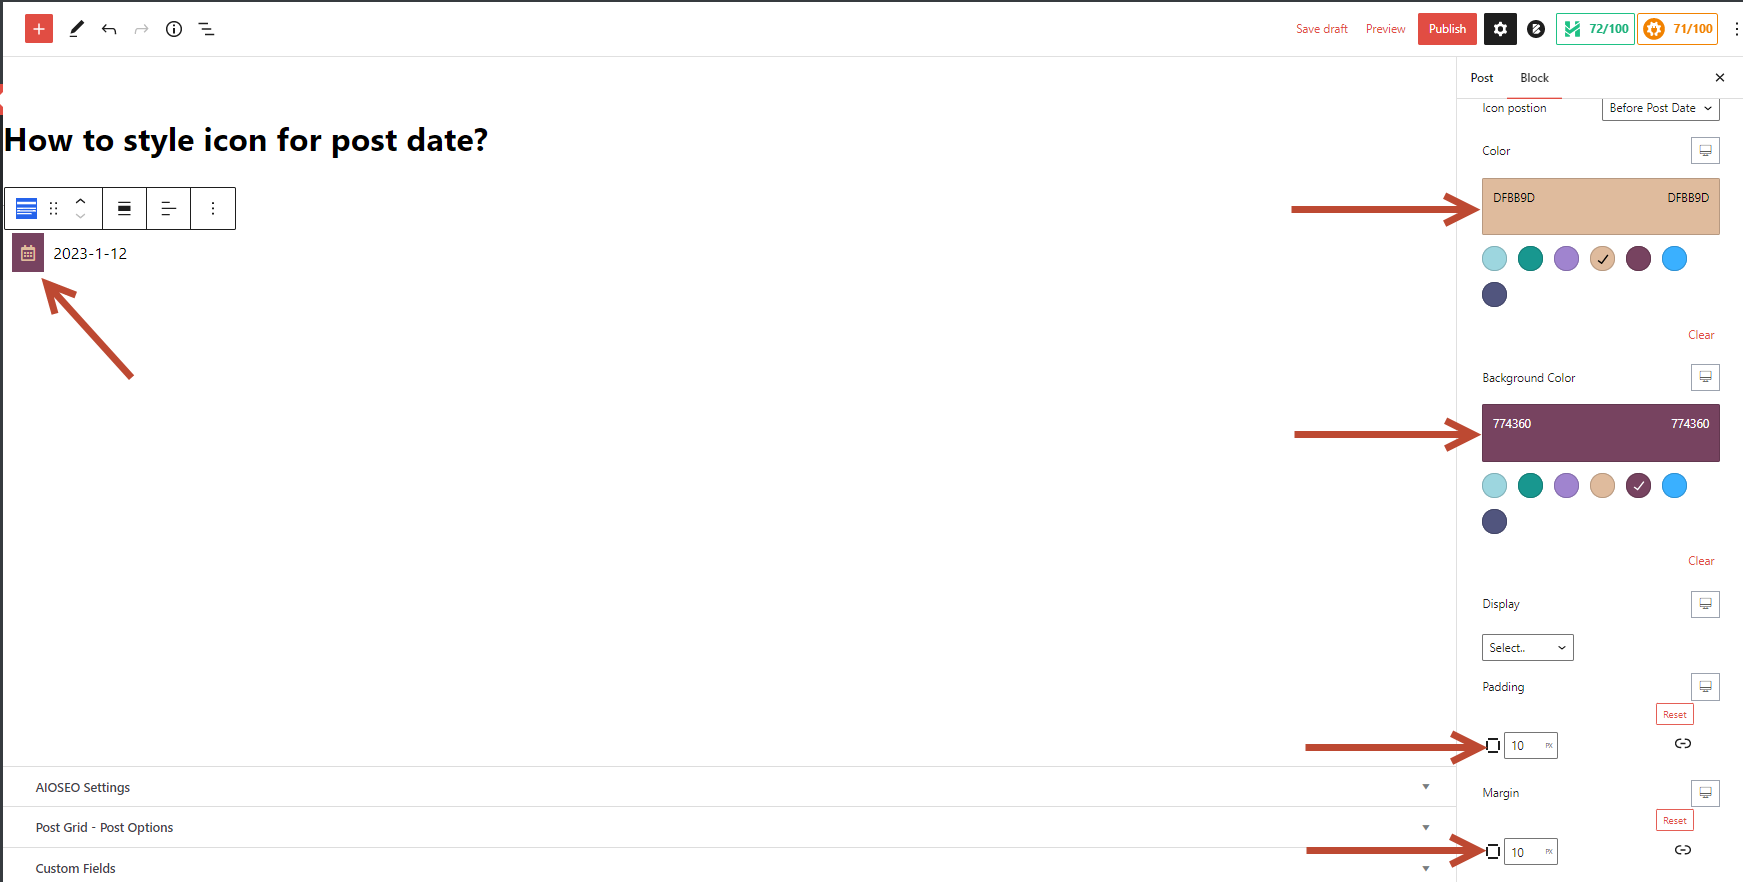 Save draft Preview Publish 72/100 71/100
Post Block
Icon postion Before Post Date
How to style icon for post date?
Color
DFBB9D DFBB9D
2023-1-12
Clear
Background Color
774360 774360
Clear
Display
Select..
Padding
Reset
10 PX
AIOSEO Settings
Margin
Reset
Post Grid - Post Options
10 PX
Custom Fields